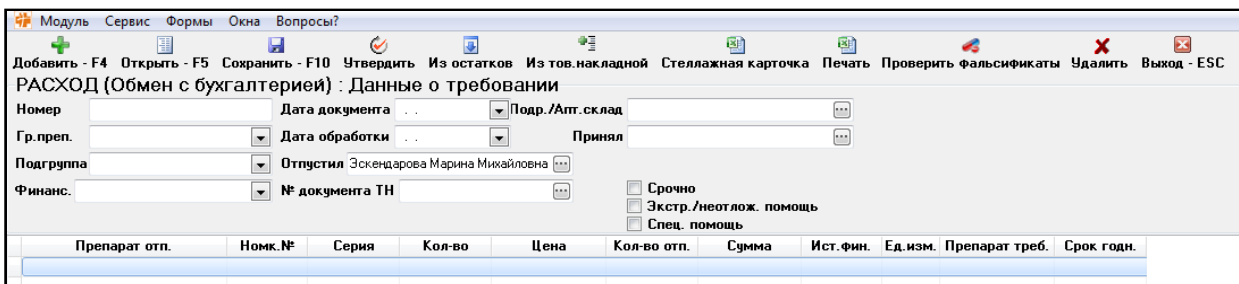 Модуль Сервис Формы Окна Вопросы?
Добавить - F4 Открыть - F5 Сохранить - F10 Утвердить Из остатков Из тов.накладной Стеллажная карточка Печать Проверить фальсификаты Удалить Выход - ESC
РАСХОД (Обмен с бухгалтерией) : Данные о требовании
Номер Дата документа . . Подр./Апт.склад
Гр.преп. Дата обработки . . Принял
Подгруппа Отпустил Эскендарова Марина Михайловна
Финанс. № документа ТН Срочно
Экстр./неотлож. помощь
Спец. помощь
Препарат отп. Номк.№ Серия Кол-во Цена Кол-во отп. Сумма Ист.фин. Ед.изм. Препарат треб. Срок годн.